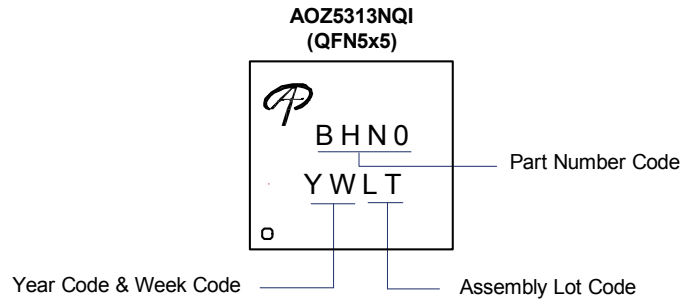 AOZ5313NQI
(QFN5x5)
BHN0
Part Number Code
YWLT
Year Code & Week Code
Assembly Lot Code